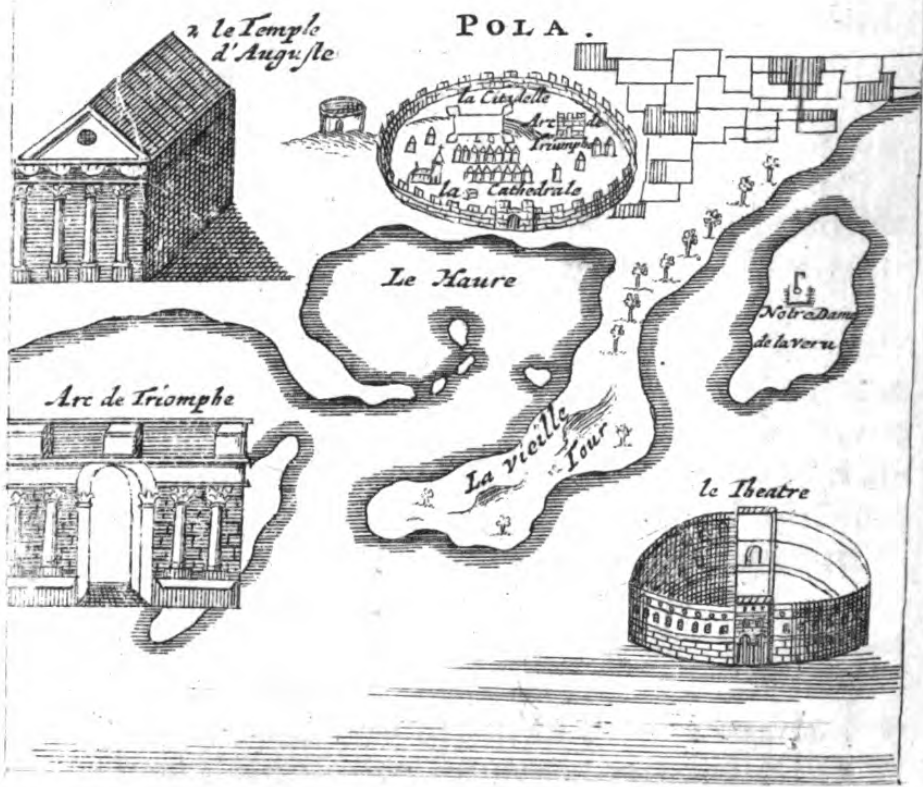 POLA.
2 le Temple
d'Auguste
la Citadelle
Arc de
Triumphe
la Cathedrale
Le Haure
Notre Dame
de la veru
Arc de Triomphe
La vieille
Tour
le Theatre